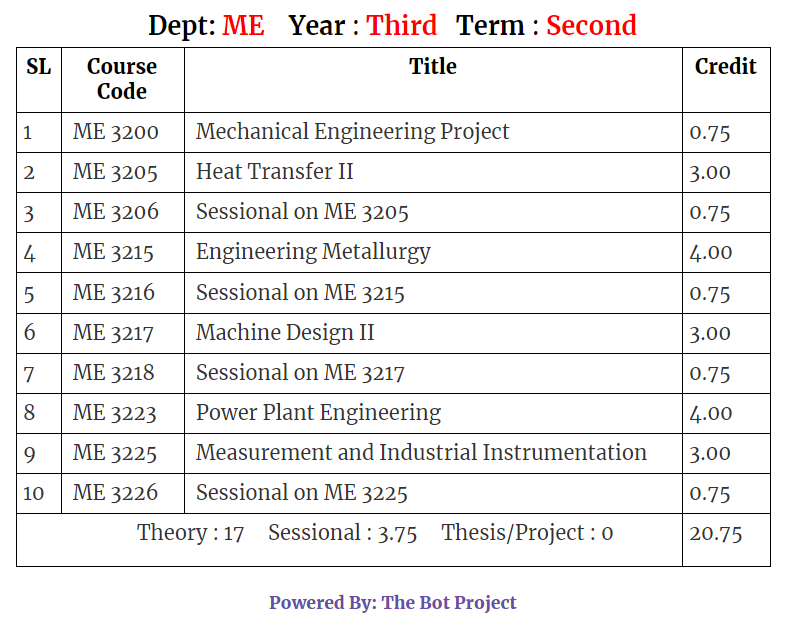 Dept: ME Year : Third Term : Second
SL Course Code Title Credit
1 ME 3200 Mechanical Engineering Project 0.75
2 ME 3205 Heat Transfer II 3.00
3 ME 3206 Sessional on ME 3205 0.75
4 ME 3215 Engineering Metallurgy 4.00
5 ME 3216 Sessional on ME 3215 0.75
6 ME 3217 Machine Design II 3.00
7 ME 3218 Sessional on ME 3217 0.75
8 ME 3223 Power Plant Engineering 4.00
9 ME 3225 Measurement and Industrial Instrumentation 3.00
10 ME 3226 Sessional on ME 3225 0.75
Theory : 17 Sessional : 3.75 Thesis/Project : 0 20.75
Powered By: The Bot Project